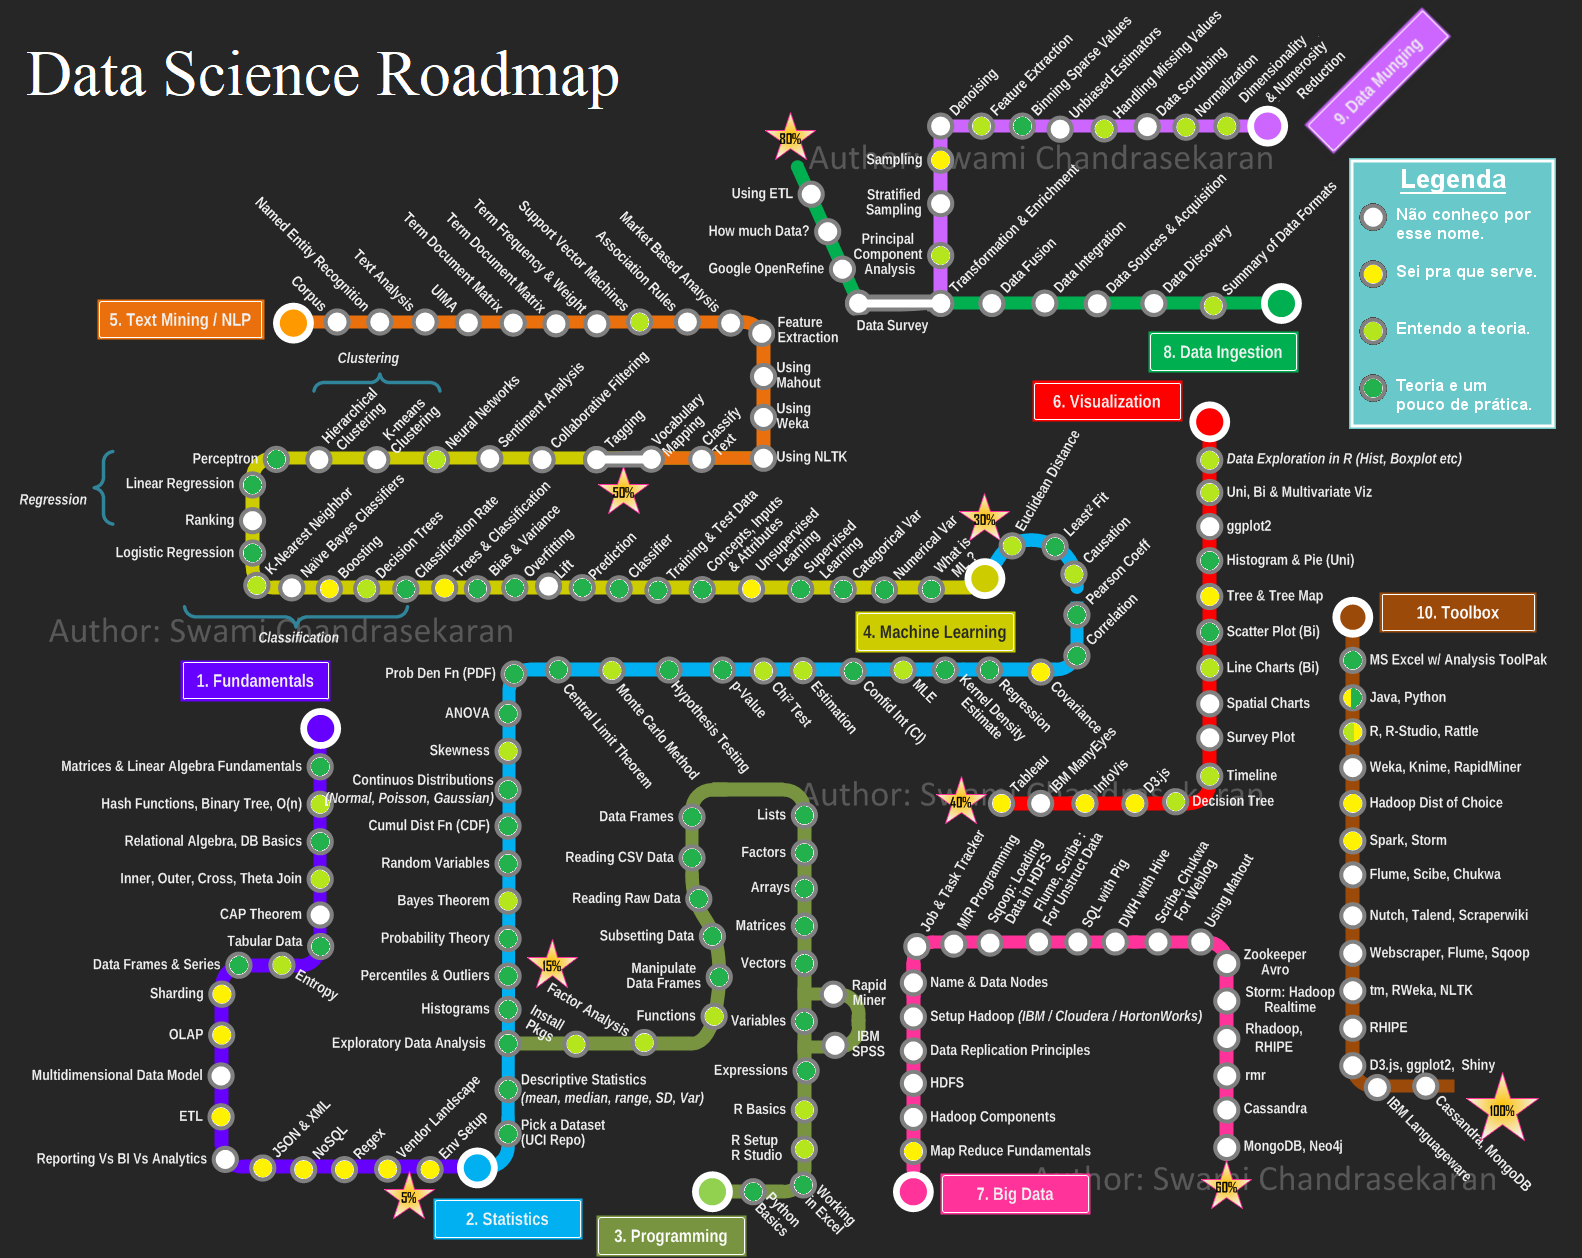 Data Science Roadmap
Author: Swami Chandrasekaran
9. Data Munging
Denoising
Feature Extraction
Binning Sparse Values
Unbiased Estimators
Handling Missing Values
Data Scrubbing
Normalization
Dimensionality
& Numerosity
Reduction
Sampling
Stratified
Sampling
Principal
Component
Analysis
Legenda
Não conheço por
esse nome.
Sei pra que serve.
Entendo a teoria.
Teoria e um
pouco de prática.
80%
Using ETL
How much Data?
Google OpenRefine
Data Survey
Transformation & Enrichment
Data Fusion
Data Integration
Data Sources & Acquisition
Data Discovery
Summary of Data Formats
8. Data Ingestion
5. Text Mining / NLP
Corpus
Named Entity Recognition
Text Analysis
UIMA
Term Document Matrix
Term Document Matrix
Term Frequency & Weight
Support Vector Machines
Association Rules
Market Based Analysis
Feature
Extraction
Using
Mahout
Using
Weka
Using NLTK
Classify
Text
Vocabulary
Mapping
50%
Tagging
Collaborative Filtering
Sentiment Analysis
Neural Networks
K-means
Clustering
Hierarchical
Clustering
Clustering
Perceptron
Linear Regression
Regression
Ranking
Logistic Regression
K-Nearest Neighbor
Naïve Bayes Classifiers
Boosting
Decision Trees
Classification Rate
Trees & Classification
Bias & Variance
Overfitting
Lift
Prediction
Classifier
Training & Test Data
Concepts, Inputs
& Attributes
Unsupervised
Learning
Supervised
Learning
Categorical Var
Numerical Var
What is
ML?
30%
Classification
Author: Swami Chandrasekaran
4. Machine Learning
Euclidean Distance
Least² Fit
Causation
Pearson Coeff
Correlation
Covariance
Regression
Kernel Density
Estimate
MLE
Confid Int (CI)
Estimation
Chi² Test
p-Value
Hypothesis Testing
Monte Carlo Method
Central Limit Theorem
Prob Den Fn (PDF)
ANOVA
Skewness
Continuos Distributions
(Normal, Poisson, Gaussian)
Cumul Dist Fn (CDF)
Random Variables
Bayes Theorem
Probability Theory
Percentiles & Outliers
Histograms
Exploratory Data Analysis
Descriptive Statistics
(mean, median, range, SD, Var)
Pick a Dataset
(UCI Repo)
2. Statistics
1. Fundamentals
Matrices & Linear Algebra Fundamentals
Hash Functions, Binary Tree, O(n)
Relational Algebra, DB Basics
Inner, Outer, Cross, Theta Join
CAP Theorem
Tabular Data
Entropy
Data Frames & Series
Sharding
OLAP
Multidimensional Data Model
ETL
Reporting Vs BI Vs Analytics
JSON & XML
NoSQL
Regex
Vendor Landscape
Env Setup
5%
15%
Install
Pkgs
Factor Analysis
Functions
Manipulate
Data Frames
Subsetting Data
Reading Raw Data
Reading CSV Data
Data Frames
Lists
Factors
Arrays
Matrices
Vectors
Variables
Rapid
Miner
IBM
SPSS
Expressions
R Basics
R Setup
R Studio
Working
in Excel
Python
Basics
3. Programming
6. Visualization
Data Exploration in R (Hist, Boxplot etc)
Uni, Bi & Multivariate Viz
ggplot2
Histogram & Pie (Uni)
Tree & Tree Map
Scatter Plot (Bi)
Line Charts (Bi)
Spatial Charts
Survey Plot
Timeline
Decision Tree
D3.js
InfoVis
IBM ManyEyes
Tableau
40%
Author: Swami Chandrasekaran
7. Big Data
Map Reduce Fundamentals
Hadoop Components
HDFS
Data Replication Principles
Setup Hadoop (IBM / Cloudera / HortonWorks)
Name & Data Nodes
Job & Task Tracker
M/R Programming
Sqoop: Loading
Data in HDFS
Flume, Scribe :
For Unstruct Data
SQL with Pig
DWH with Hive
Scribe, Chukwa
For Weblog
Using Mahout
Zookeeper
Avro
Storm: Hadoop
Realtime
Rhadoop,
RHIPE
rmr
Cassandra
MongoDB, Neo4j
60%
Author: Swami Chandrasekaran
10. Toolbox
MS Excel w/ Analysis ToolPak
Java, Python
R, R-Studio, Rattle
Weka, Knime, RapidMiner
Hadoop Dist of Choice
Spark, Storm
Flume, Scibe, Chukwa
Nutch, Talend, Scraperwiki
Webscraper, Flume, Sqoop
tm, RWeka, NLTK
RHIPE
D3.js, ggplot2, Shiny
IBM Languageware
Cassandra, MongoDB
100%